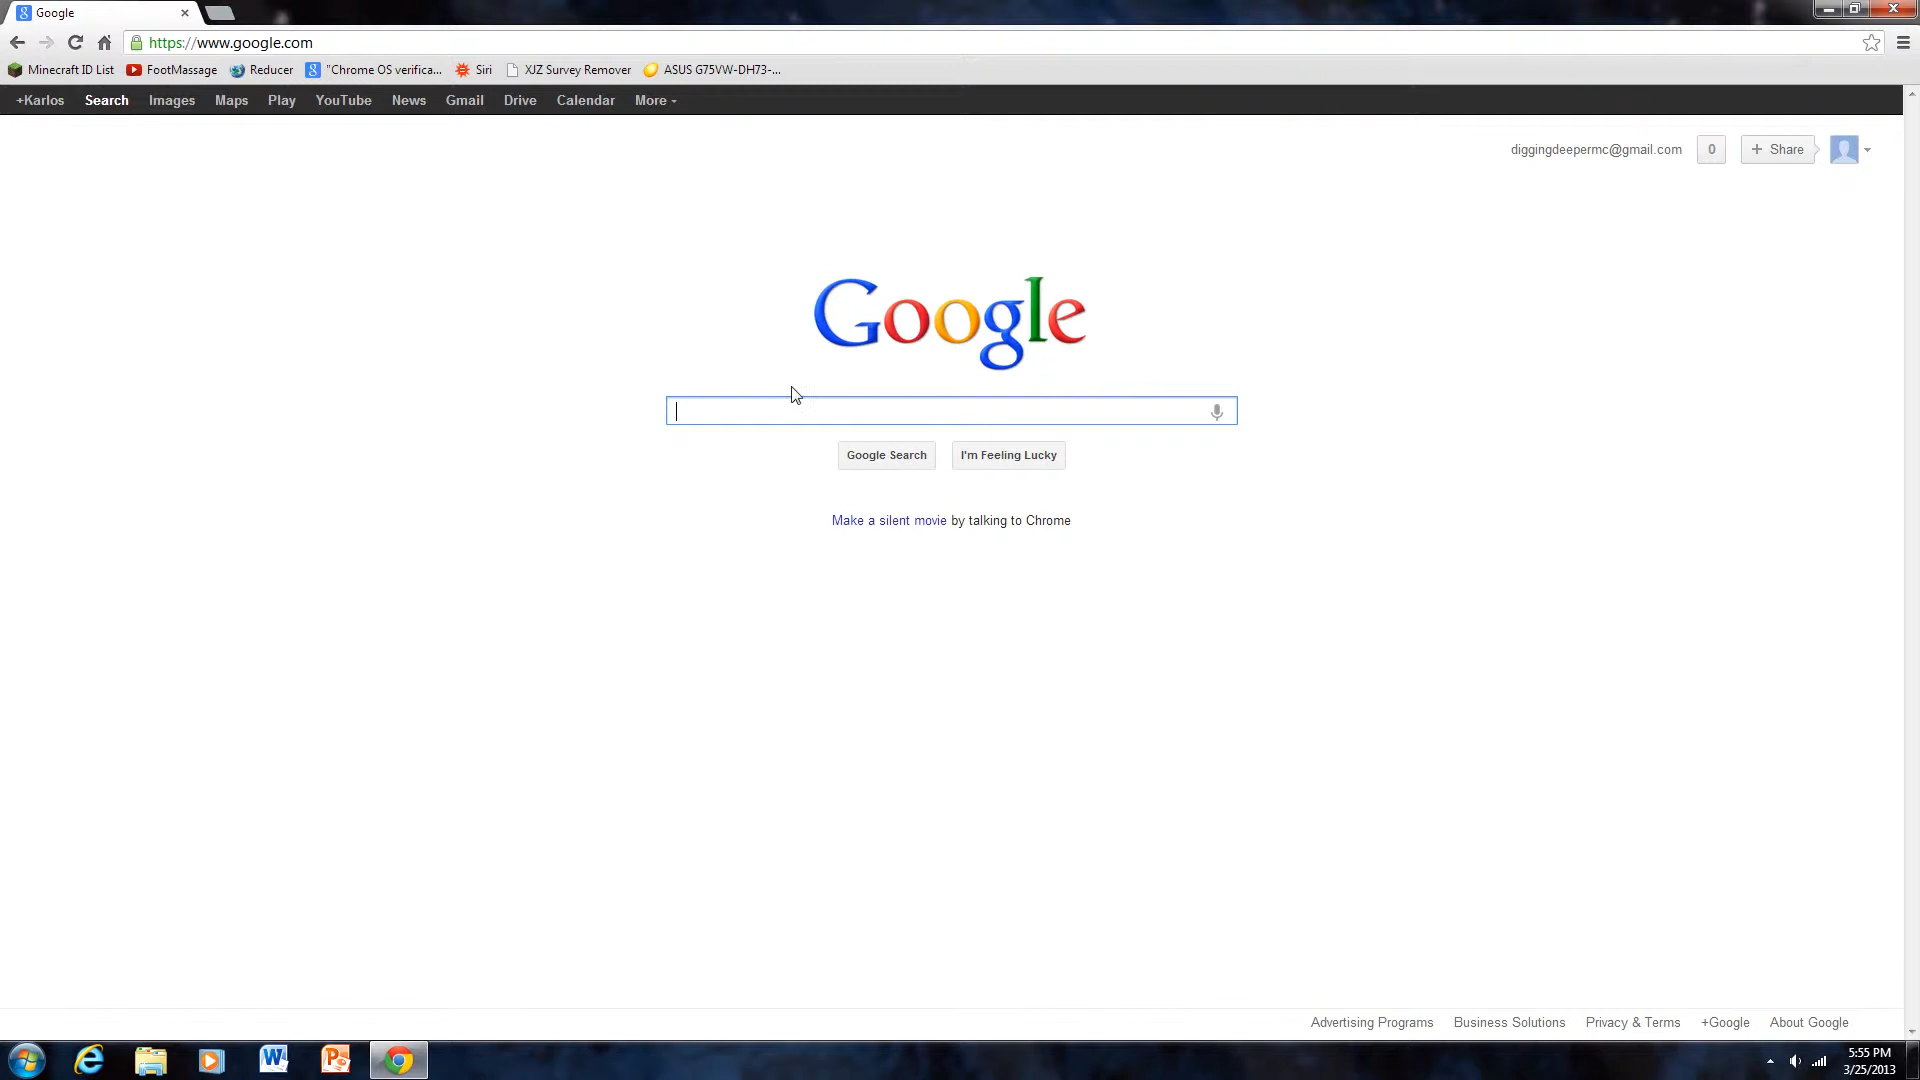 Google
https://www.google.com
Minecraft ID List FootMassage Reducer "Chrome OS verifica... Siri XJZ Survey Remover ASUS G75VW-DH73-...
+Karlos Search Images Maps Play YouTube News Gmail Drive Calendar More
diggingdeepermc@gmail.com 0 + Share
Google
Google Search I'm Feeling Lucky
Make a silent movie by talking to Chrome
Advertising Programs Business Solutions Privacy & Terms +Google About Google
5:55 PM
3/25/2013